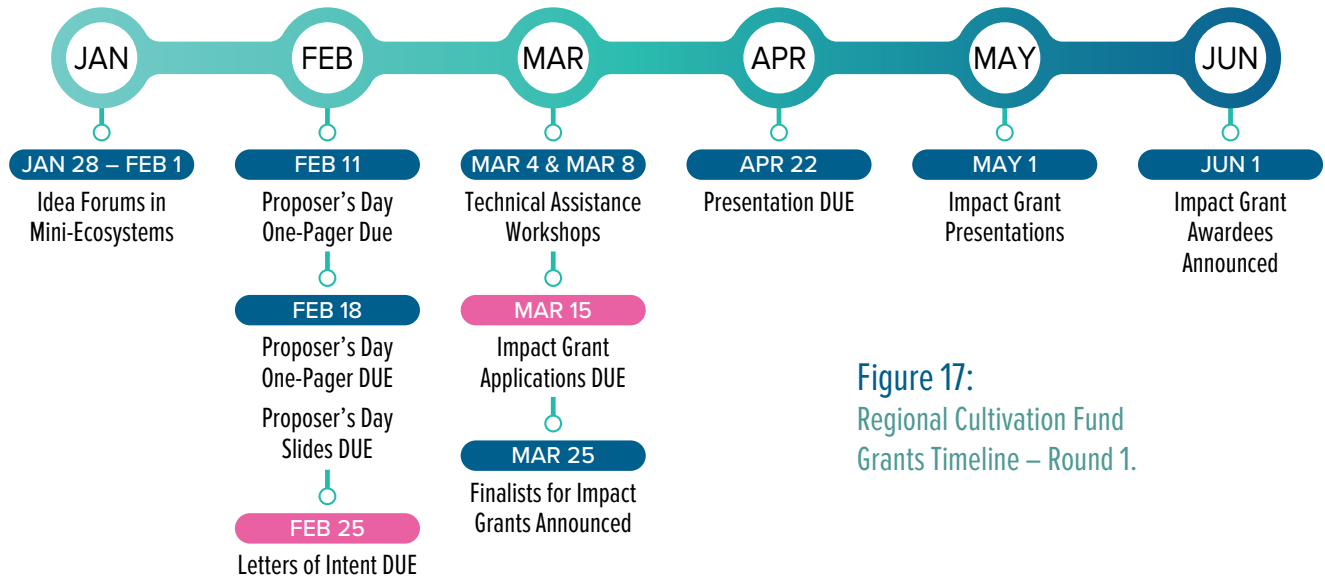 JAN
FEB
MAR
APR
MAY
JUN
JAN 28 – FEB 1
Idea Forums in
Mini-Ecosystems
FEB 11
Proposer’s Day
One-Pager Due
FEB 18
Proposer’s Day
One-Pager DUE
Proposer’s Day
Slides DUE
FEB 25
Letters of Intent DUE
MAR 4 & MAR 8
Technical Assistance
Workshops
MAR 15
Impact Grant
Applications DUE
MAR 25
Finalists for Impact
Grants Announced
APR 22
Presentation DUE
MAY 1
Impact Grant
Presentations
JUN 1
Impact Grant
Awardees
Announced
Figure 17:
Regional Cultivation Fund
Grants Timeline – Round 1.